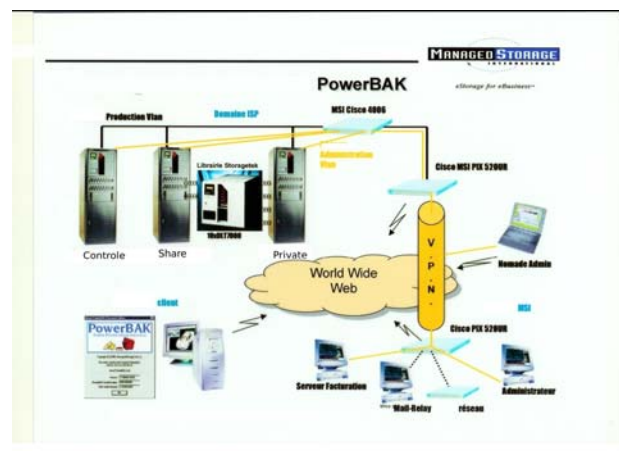 MANAGED STORAGE
INTERNATIONAL
eStorage for eBusiness™
PowerBAK
Production Vlan
Domaine ISP
MSI Cisco 4006
Administration
Vlan
Librairie Storagetek
Cisco MSI PIX 520UR
10xDLT7000
Controle
Share
Private
V.P.N.
Nomade Admin
World Wide
Web
client
MSI
PowerBAK
Cisco PIX 520UR
Serveur Facturation
Mail-Relay
réseau
Administrateur